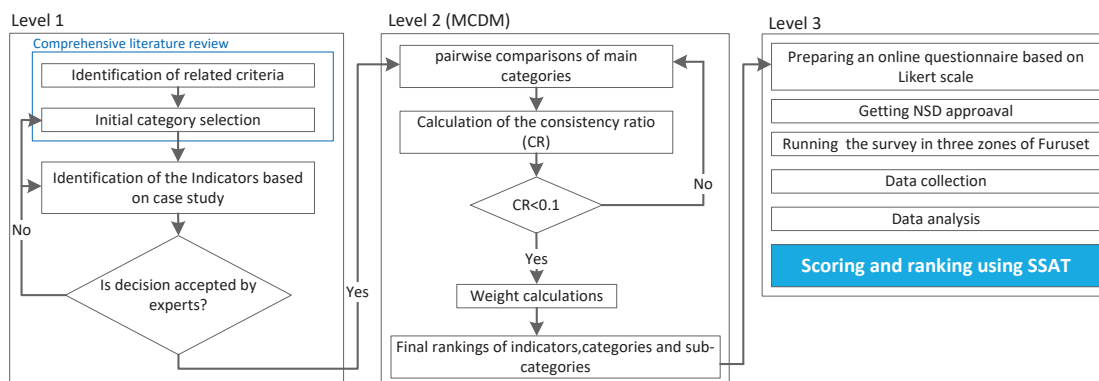 Level 1
Comprehensive literature review
Identification of related criteria
Initial category selection
Identification of the Indicators based
on case study
No
Is decision accepted by
experts?
Yes
Level 2 (MCDM)
pairwise comparisons of main
categories
Calculation of the consistency ratio
(CR)
No
CR<0.1
Yes
Weight calculations
Final rankings of indicators,categories and sub-
categories
Level 3
Preparing an online questionnaire based on
Likert scale
Getting NSD approaval
Running the survey in three zones of Furuset
Data collection
Data analysis
Scoring and ranking using SSAT